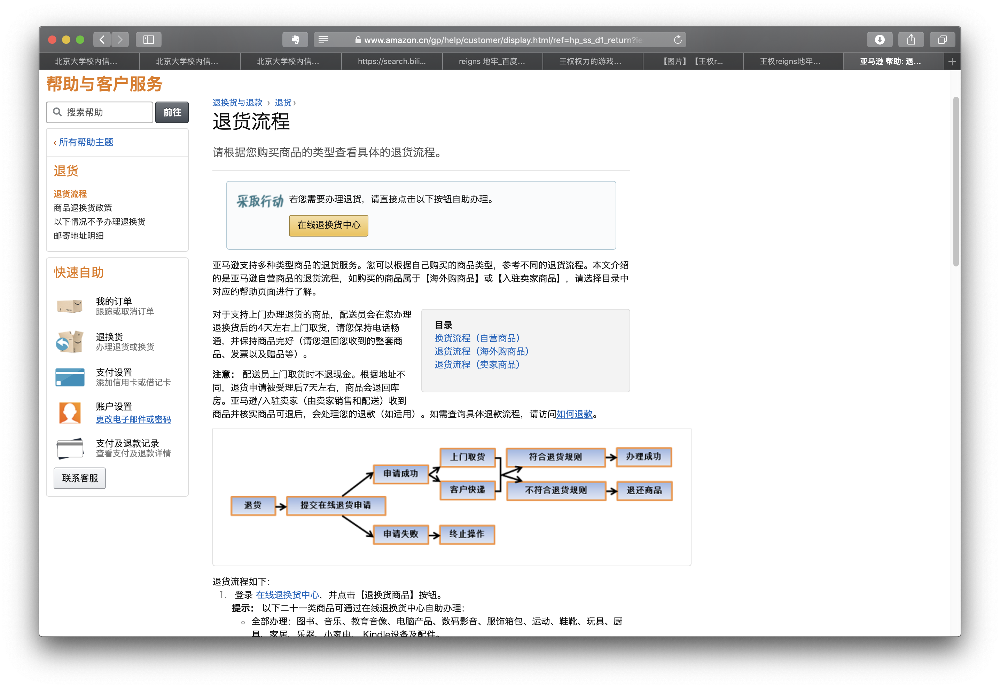 www.amazon.cn/gp/help/customer/display.html/ref=hp_ss_d1_return?ie
北京大学校内信...
北京大学校内信...
北京大学校内信...
https://search.bili...
reigns 地牢_百度...
王权权力的游戏...
【图片】【王权r...
王权reigns地牢...
亚马逊 帮助: 退...
帮助与客户服务
搜索帮助
前往
‹ 所有帮助主题
退货
退货流程
商品退换货政策
以下情况不予办理退换货
邮寄地址明细
快速自助
我的订单
跟踪或取消订单
退换货
办理退货或换货
支付设置
添加信用卡或借记卡
账户设置
更改电子邮件或密码
支付及退款记录
查看支付及退款详情
联系客服
退换货与退款 › 退货 ›
退货流程
请根据您购买商品的类型查看具体的退货流程。
采取行动
若您需要办理退货，请直接点击以下按钮自助办理。
在线退换货中心
亚马逊支持多种类型商品的退货服务。您可以根据自己购买的商品类型，参考不同的退货流程。本文介绍
的是亚马逊自营商品的退货流程，如购买的商品属于【海外购商品】或【入驻卖家商品】，请选择目录中
对应的帮助页面进行了解。
对于支持上门办理退货的商品，配送员会在您办理
退换货后的4天左右上门取货，请您保持电话畅
通，并保持商品完好（请您退回您收到的整套商
品、发票以及赠品等）。
目录
换货流程（自营商品）
退货流程（海外购商品）
退货流程（卖家商品）
注意： 配送员上门取货时不退现金。根据地址不
同，退货申请被受理后7天左右，商品会退回库
房。亚马逊/入驻卖家（由卖家销售和配送）收到
商品并核实商品可退后，会处理您的退款（如适用）。如需查询具体退款流程，请访问如何退款。
退货
提交在线退货申请
申请成功
上门取货
客户快递
符合退货规则
办理成功
不符合退货规则
退还商品
申请失败
终止操作
退货流程如下：
1. 登录 在线退换货中心，并点击【退换货商品】按钮。
提示： 以下二十一类商品可通过在线退换货中心自助办理：
全部办理：图书、音乐、教育音像、电脑产品、数码影音、服饰箱包、运动、鞋靴、玩具、厨
具、家居、乐器、小家电、 Kindle设备及配件。